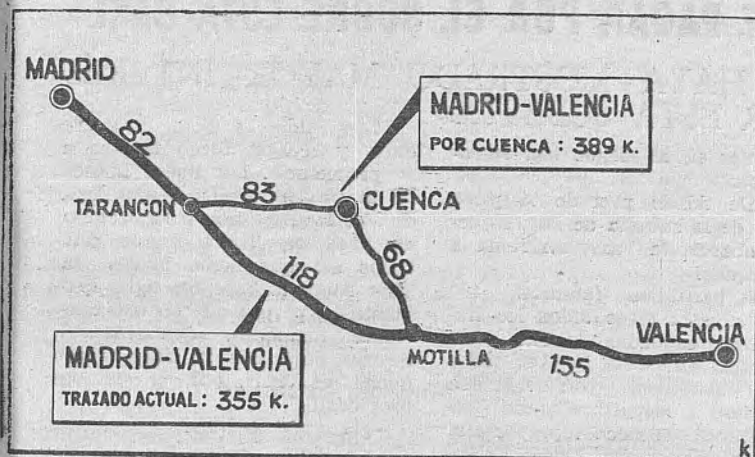 MADRID
82
TARANCON
83
CUENCA
68
118
MOTILLA
155
VALENCIA
MADRID-VALENCIA
POR CUENCA: 389 K.
MADRID-VALENCIA
TRAZADO ACTUAL: 355 K.
k